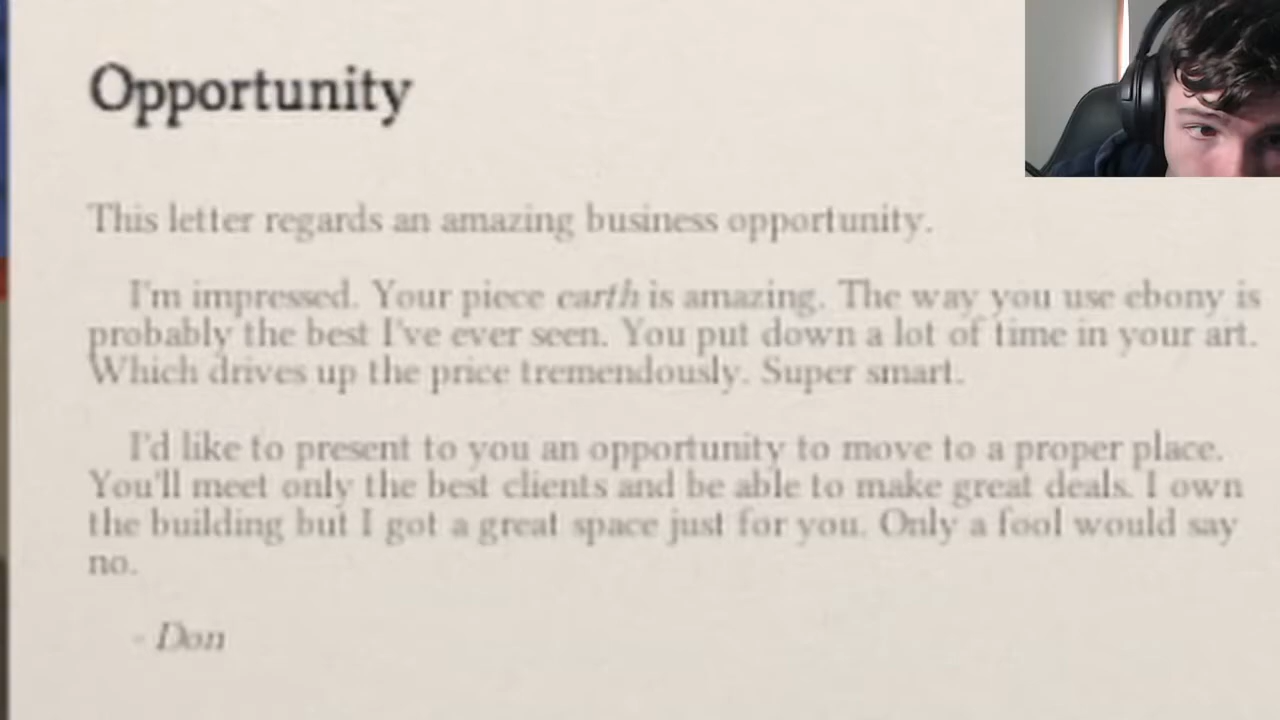 Opportunity
This letter regards an amazing business opportunity.
I'm impressed. Your piece earth is amazing. The way you use ebony is
probably the best I've ever seen. You put down a lot of time in your art.
Which drives up the price tremendously. Super smart.
I'd like to present to you an opportunity to move to a proper place.
You'll meet only the best clients and be able to make great deals. I own
the building but I got a great space just for you. Only a fool would say
no.
- Don